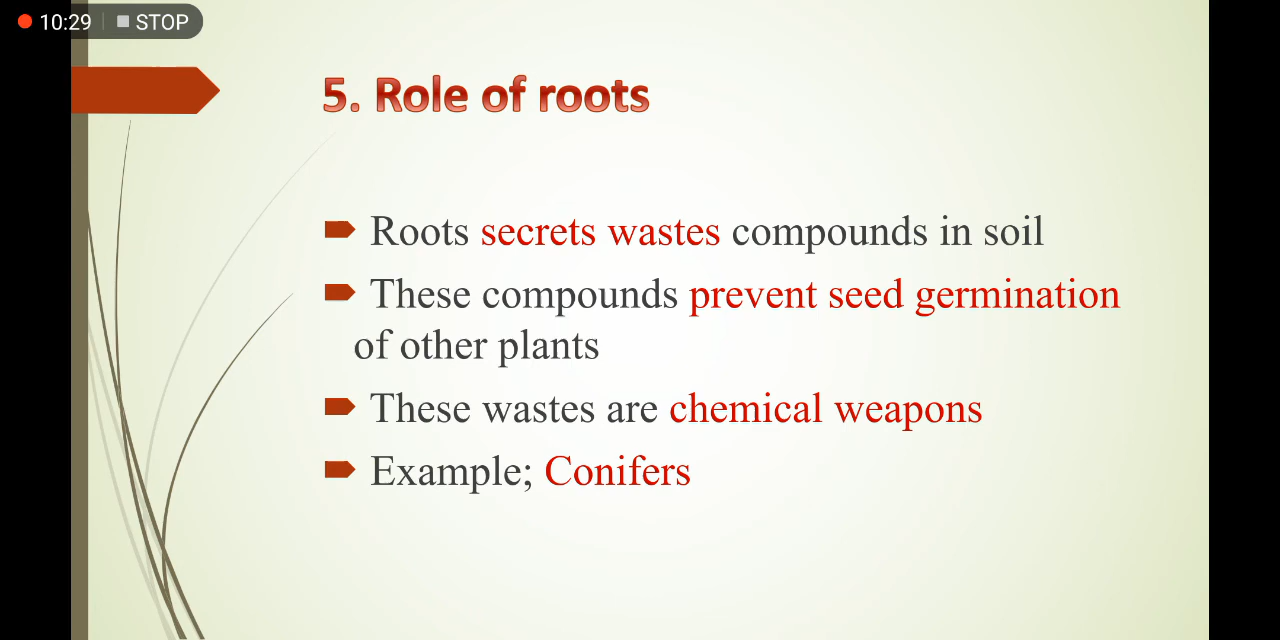 10:29 STOP
5. Role of roots
Roots secrets wastes compounds in soil
These compounds prevent seed germination
of other plants
These wastes are chemical weapons
Example; Conifers